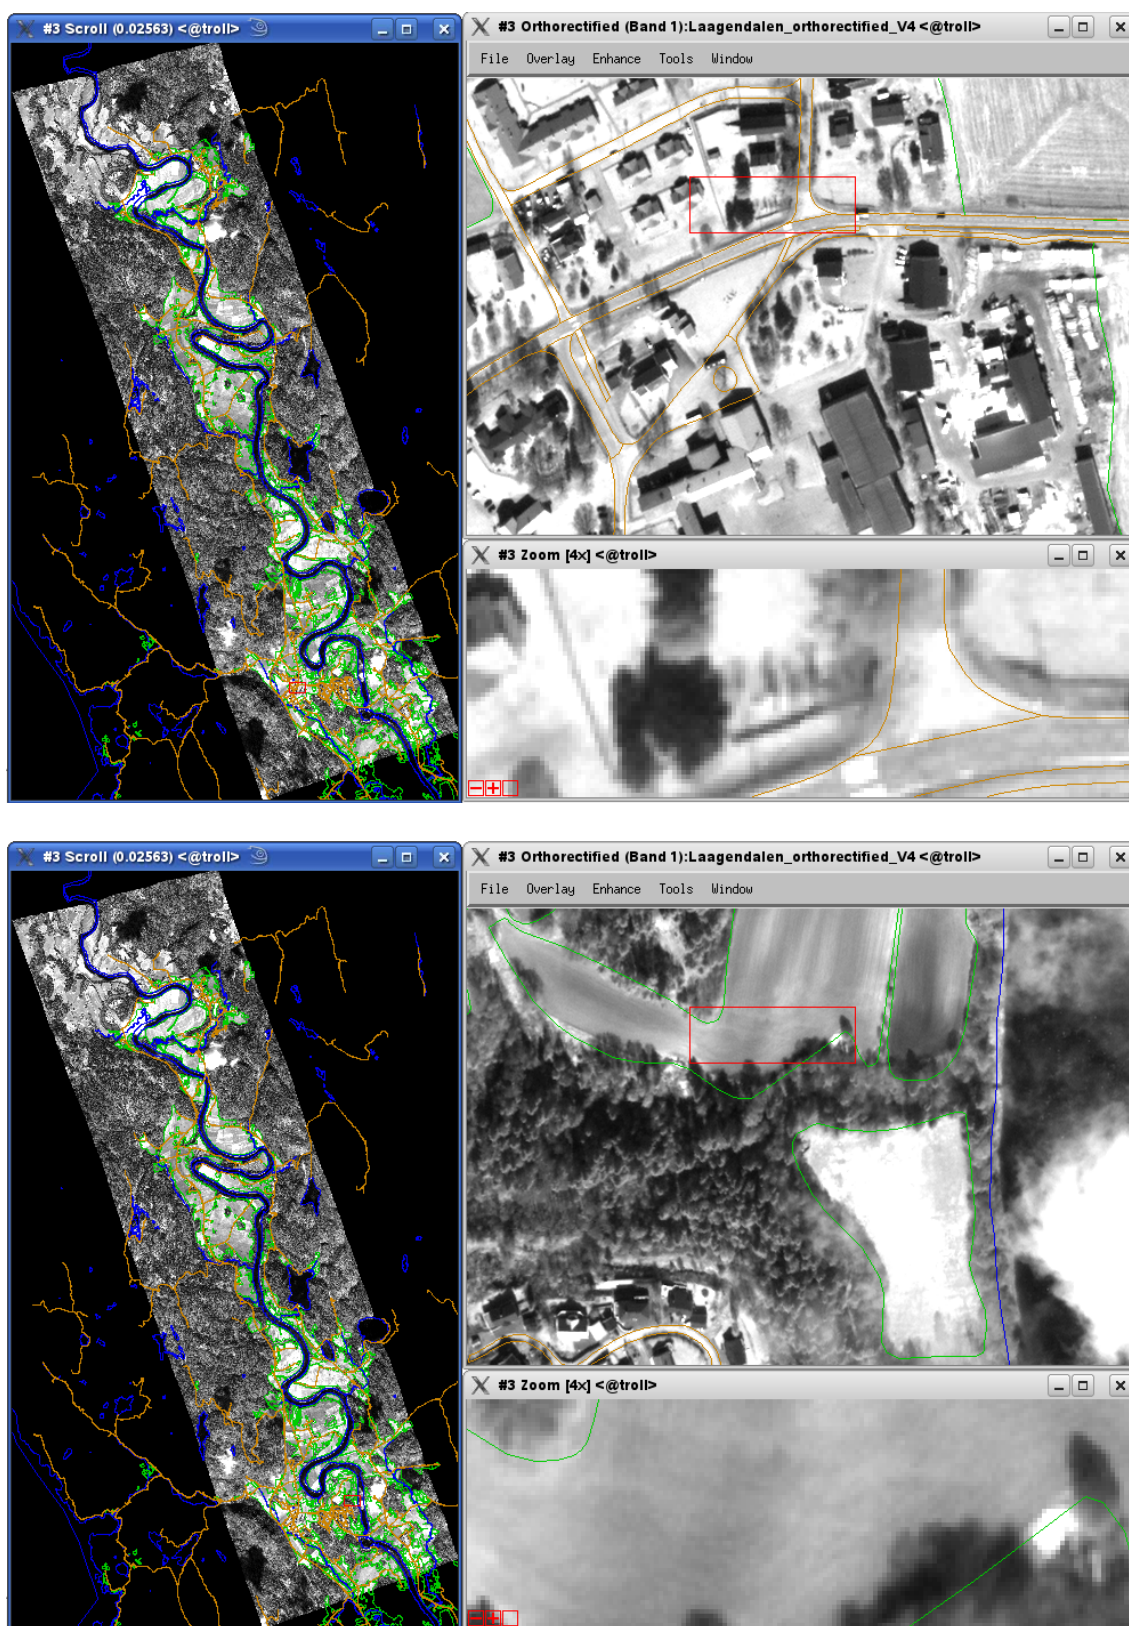 #3 Scroll (0.02563) <@troll>
#3 Orthorectified (Band 1):Laagendalen_orthorectified_V4 <@troll>
File Overlay Enhance Tools Window
#3 Zoom [4x] <@troll>
#3 Scroll (0.02563) <@troll>
#3 Orthorectified (Band 1):Laagendalen_orthorectified_V4 <@troll>
File Overlay Enhance Tools Window
#3 Zoom [4x] <@troll>